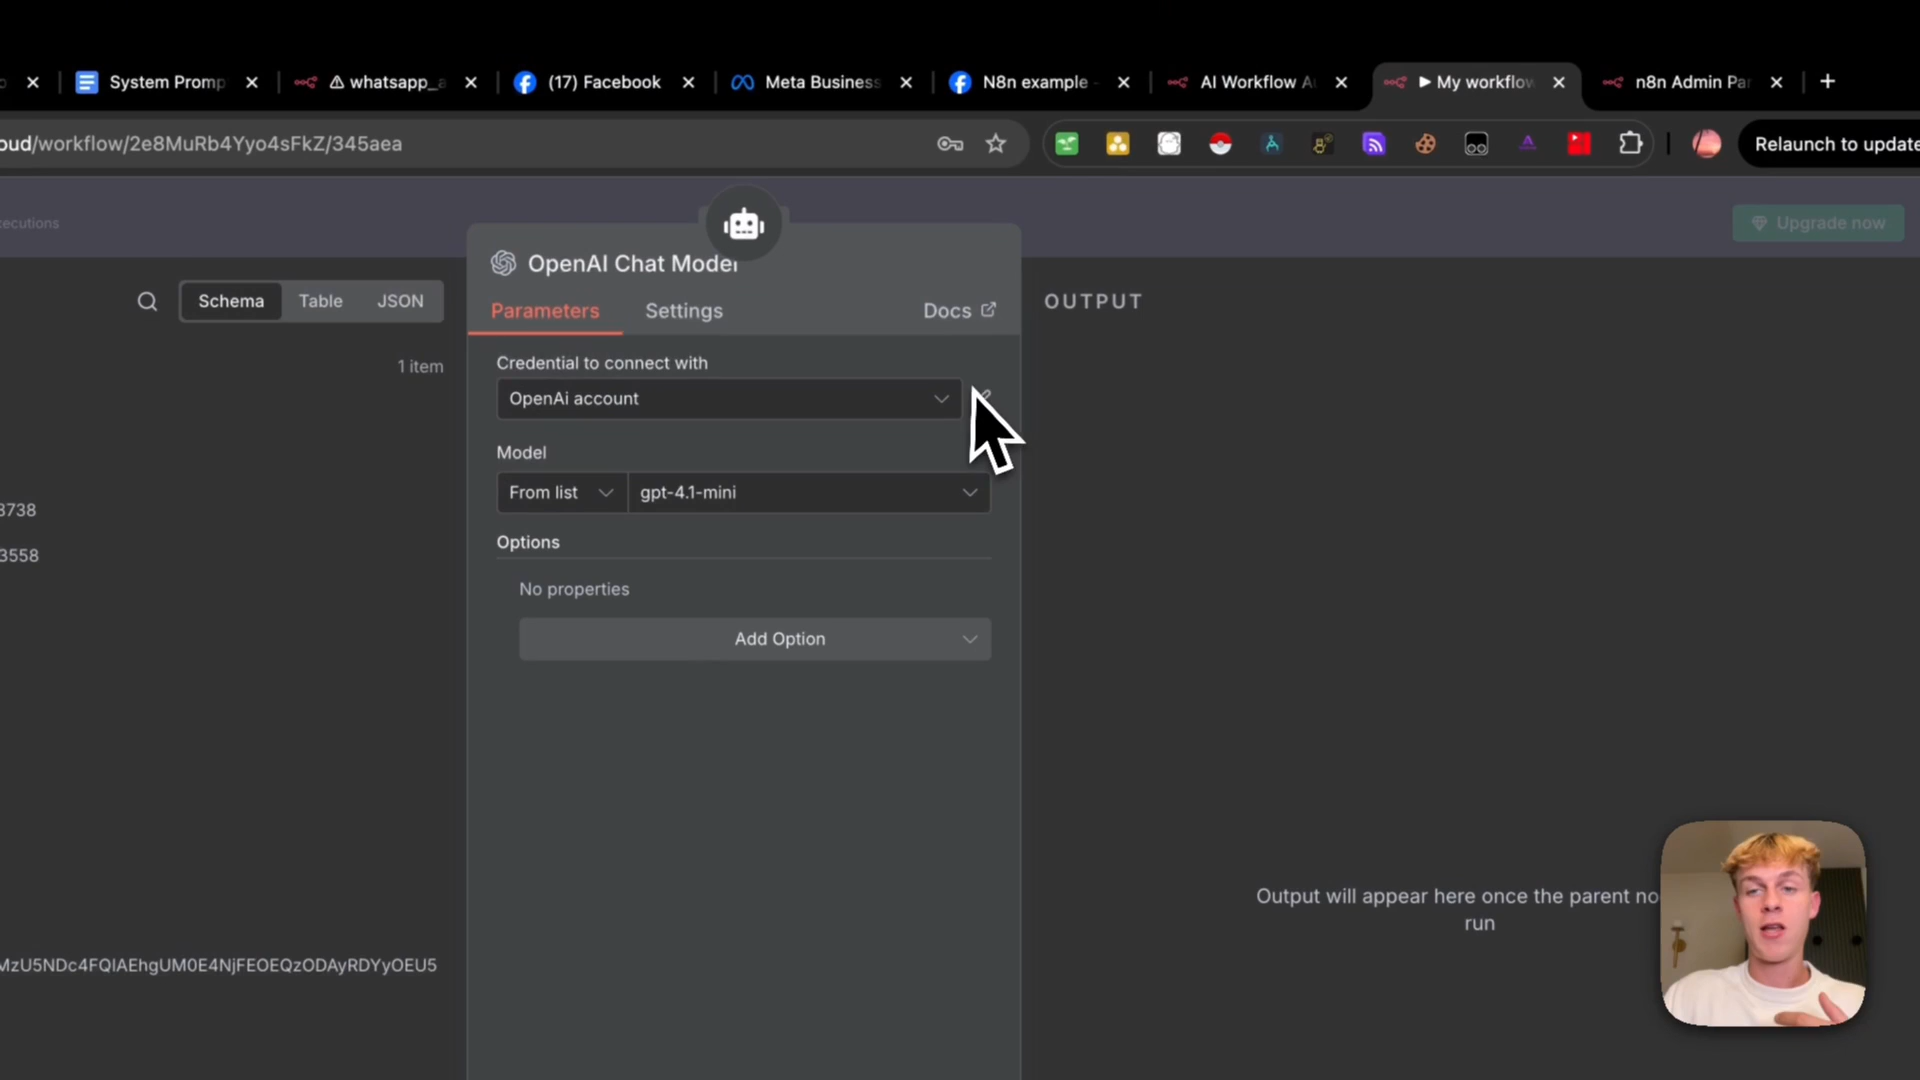 System Promp
whatsapp_a
(17) Facebook
Meta Business
N8n example -
AI Workflow A
My workflow
n8n Admin Pa
oud/workflow/2e8MuRb4Yyo4sFkZ/345aea
Relaunch to update
ecutions
Upgrade now
OpenAI Chat Model
Schema
Table
JSON
Parameters
Settings
Docs
OUTPUT
1 item
Credential to connect with
OpenAi account
Model
From list
gpt-4.1-mini
Options
No properties
Add Option
3738
3558
Output will appear here once the parent no
run
MzU5NDc4FQIAEhgUM0E4NjFEOEQzODAyRDYyOEU5